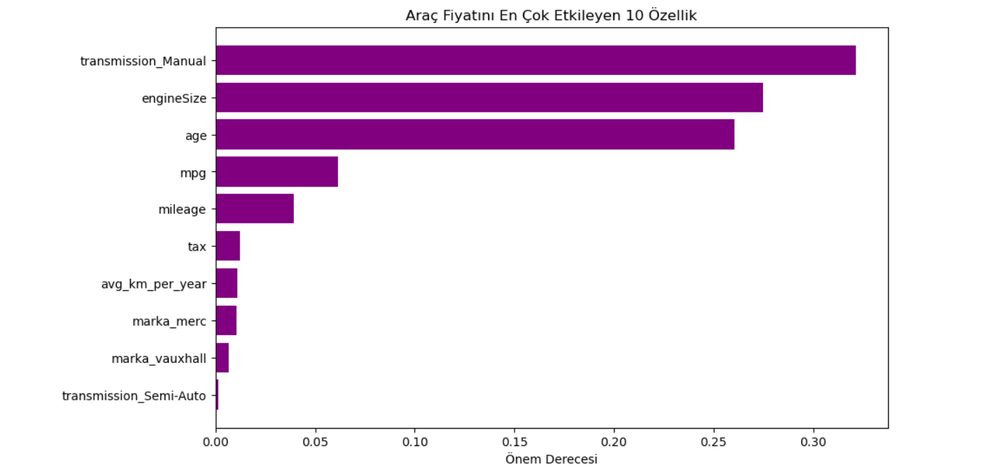 Araç Fiyatını En Çok Etkileyen 10 Özellik
transmission_Manual
engineSize
age
mpg
mileage
tax
avg_km_per_year
marka_merc
marka_vauxhall
transmission_Semi-Auto
0.00 0.05 0.10 0.15 0.20 0.25 0.30
Önem Derecesi